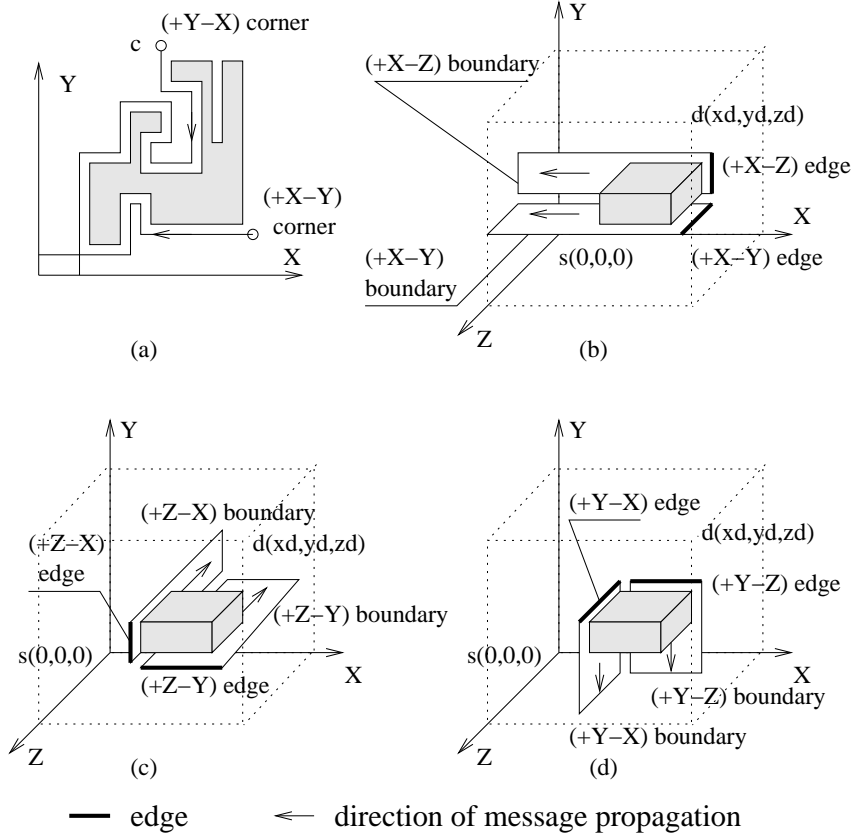 (+Y−X) corner
c
Y
(+X−Y)
corner
X
(a)
Y
(+X−Z) boundary
d(xd,yd,zd)
(+X−Z) edge
X
(+X−Y)
boundary
s(0,0,0)
(+X−Y) edge
Z
(b)
Y
(+Z−X) boundary
(+Z−X)
edge
d(xd,yd,zd)
(+Z−Y) boundary
s(0,0,0)
(+Z−Y) edge
X
Z
(c)
Y
(+Y−X) edge
d(xd,yd,zd)
(+Y−Z) edge
s(0,0,0)
X
(+Y−Z) boundary
(+Y−X) boundary
Z
(d)
edge
direction of message propagation